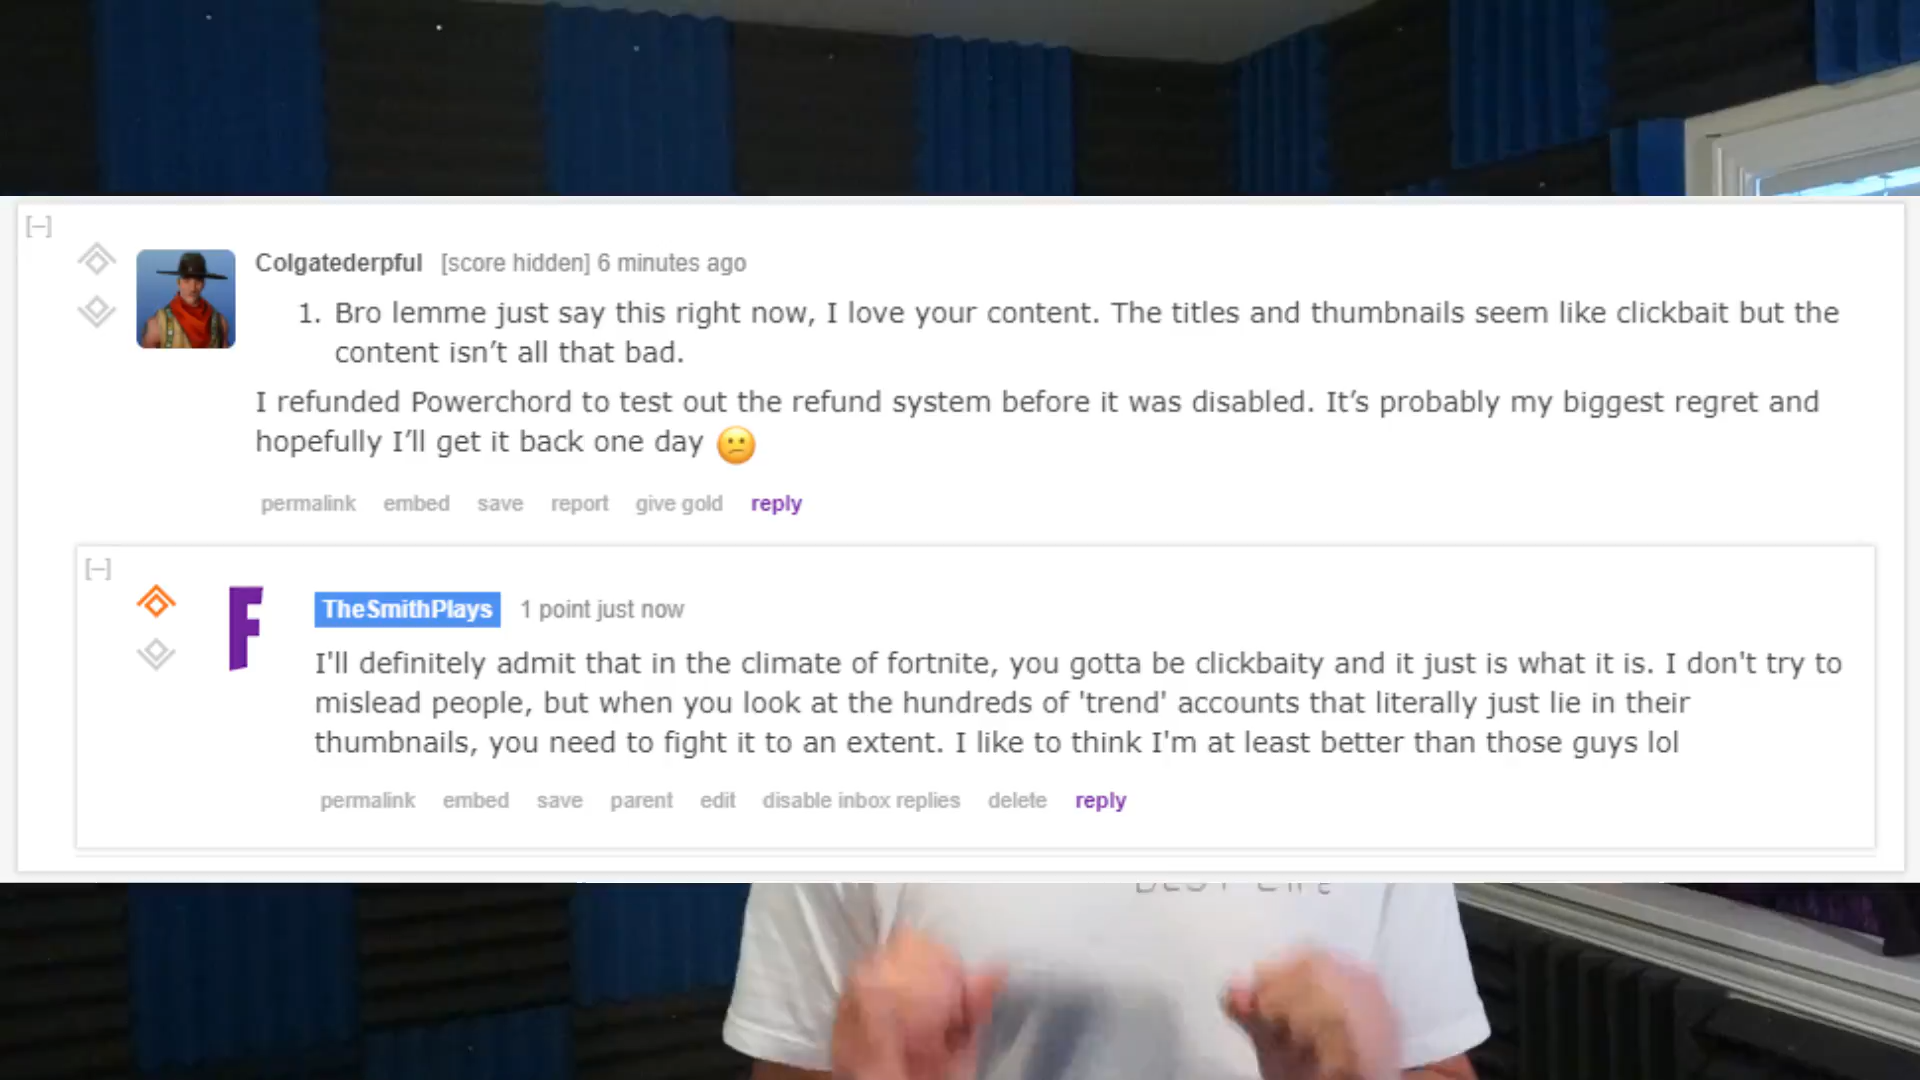 [–]
Colgatederpful [score hidden] 6 minutes ago
1. Bro lemme just say this right now, I love your content. The titles and thumbnails seem like clickbait but the
content isn’t all that bad.
I refunded Powerchord to test out the refund system before it was disabled. It’s probably my biggest regret and
hopefully I’ll get it back one day 😕
permalink embed save report give gold reply
[–]
F
TheSmithPlays 1 point just now
I'll definitely admit that in the climate of fortnite, you gotta be clickbaity and it just is what it is. I don't try to
mislead people, but when you look at the hundreds of 'trend' accounts that literally just lie in their
thumbnails, you need to fight it to an extent. I like to think I'm at least better than those guys lol
permalink embed save parent edit disable inbox replies delete reply